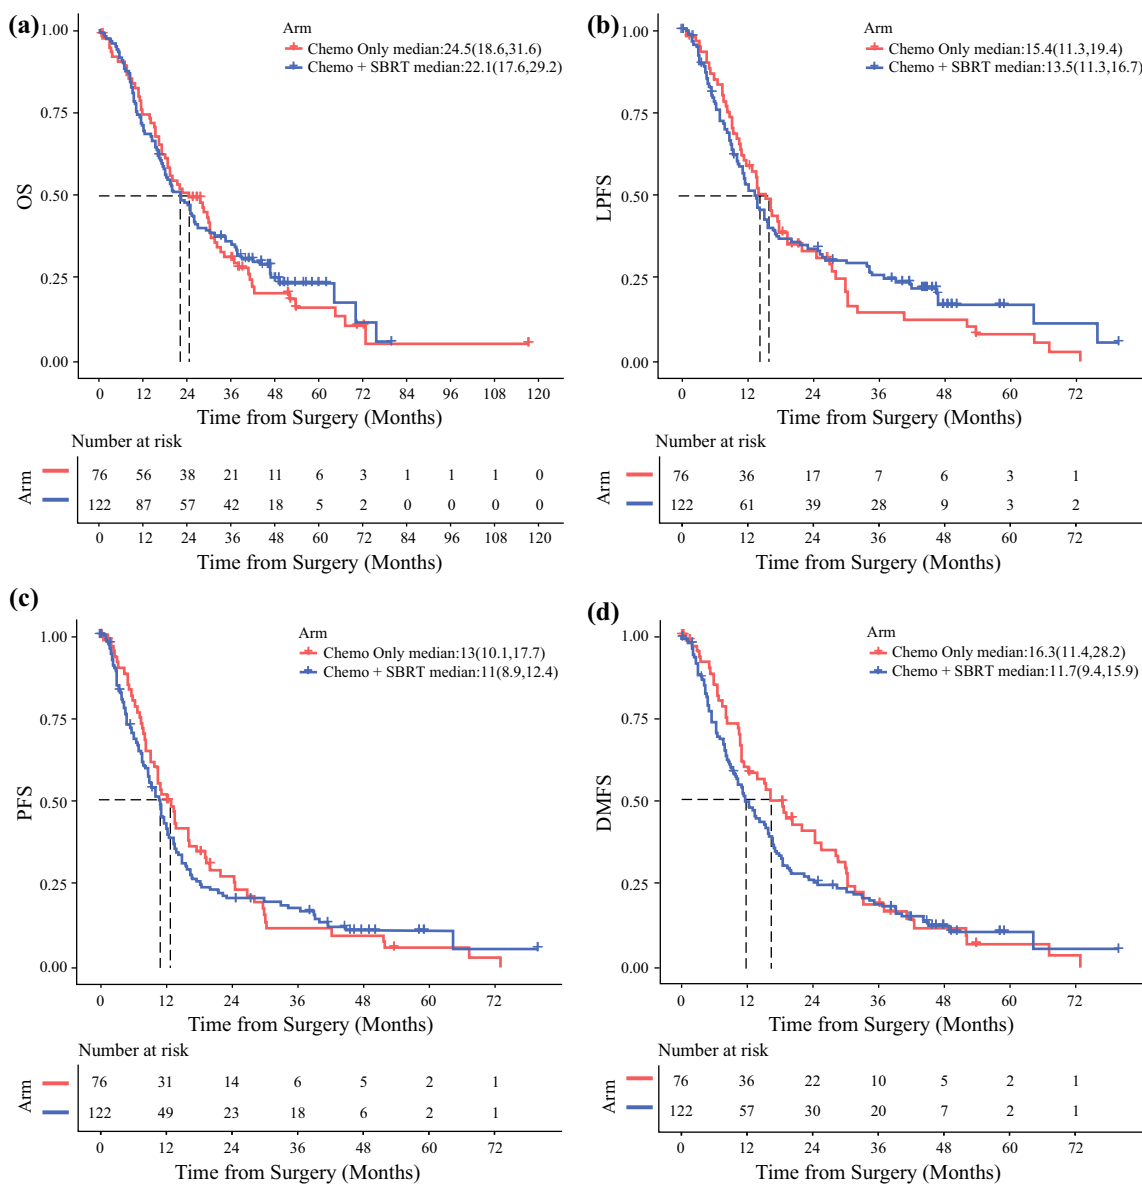 (a)
Arm
Chemo Only median:24.5(18.6,31.6)
Chemo + SBRT median:22.1(17.6,29.2)
1.00
0.75
0.50
0.25
0.00
OS
0 12 24 36 48 60 72 84 96 108 120
Time from Surgery (Months)
Number at risk
Arm
76 56 38 21 11 6 3 1 1 1 0
122 87 57 42 18 5 2 0 0 0 0
0 12 24 36 48 60 72 84 96 108 120
Time from Surgery (Months)
(b)
Arm
Chemo Only median:15.4(11.3,19.4)
Chemo + SBRT median:13.5(11.3,16.7)
1.00
0.75
0.50
0.25
0.00
LPFS
0 12 24 36 48 60 72
Time from Surgery (Months)
Number at risk
Arm
76 36 17 7 6 3 1
122 61 39 28 9 3 2
0 12 24 36 48 60 72
Time from Surgery (Months)
(c)
Arm
Chemo Only median:13(10.1,17.7)
Chemo + SBRT median:11(8.9,12.4)
1.00
0.75
0.50
0.25
0.00
PFS
0 12 24 36 48 60 72
Time from Surgery (Months)
Number at risk
Arm
76 31 14 6 5 2 1
122 49 23 18 6 2 1
0 12 24 36 48 60 72
Time from Surgery (Months)
(d)
Arm
Chemo Only median:16.3(11.4,28.2)
Chemo + SBRT median:11.7(9.4,15.9)
1.00
0.75
0.50
0.25
0.00
DMFS
0 12 24 36 48 60 72
Time from Surgery (Months)
Number at risk
Arm
76 36 22 10 5 2 1
122 57 30 20 7 2 1
0 12 24 36 48 60 72
Time from Surgery (Months)